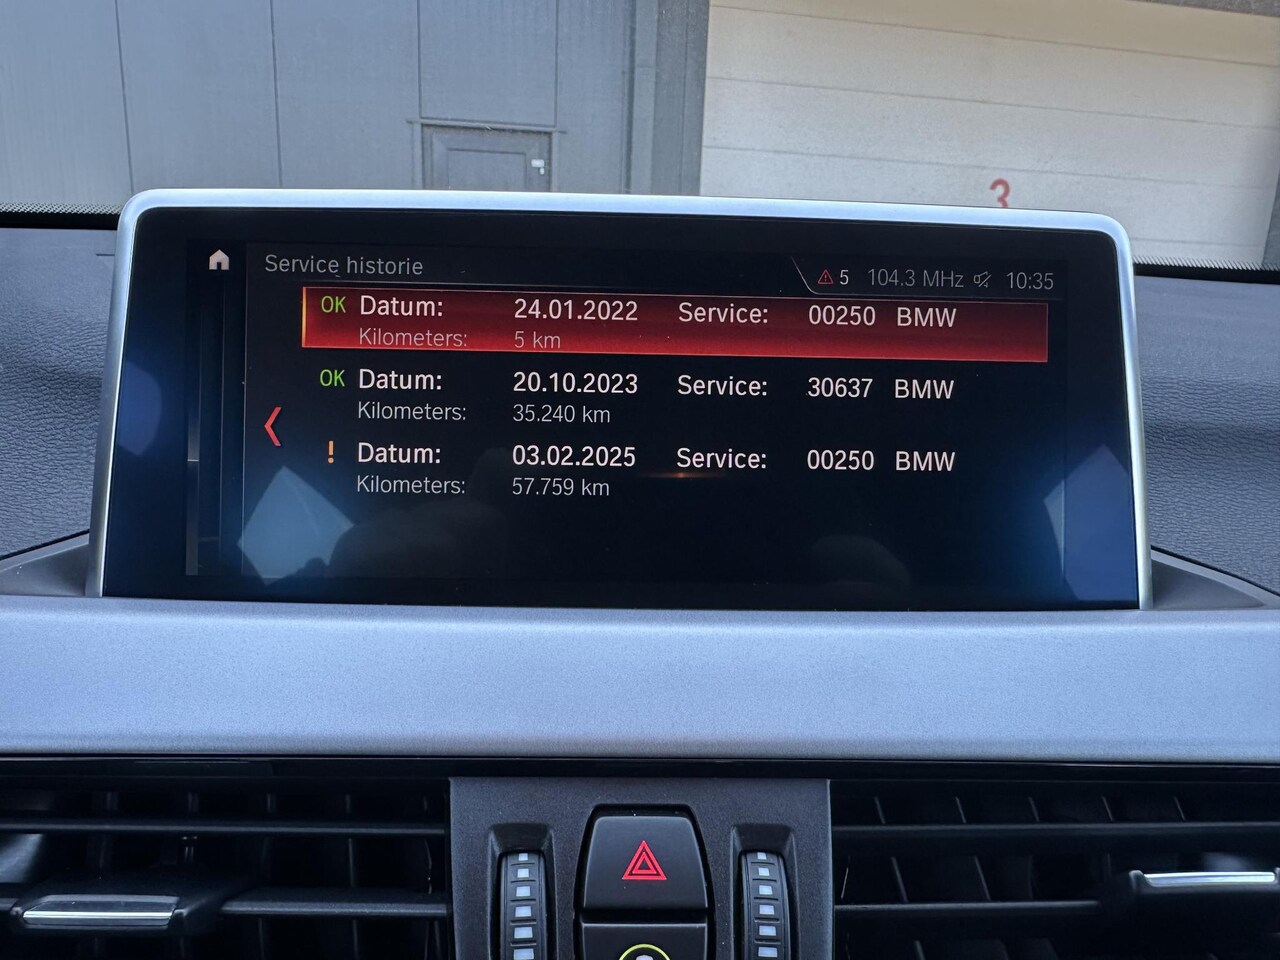 3
Service historie
5 104.3 MHz 10:35
OK Datum: 24.01.2022 Service: 00250 BMW
Kilometers: 5 km
OK Datum: 20.10.2023 Service: 30637 BMW
Kilometers: 35.240 km
! Datum: 03.02.2025 Service: 00250 BMW
Kilometers: 57.759 km